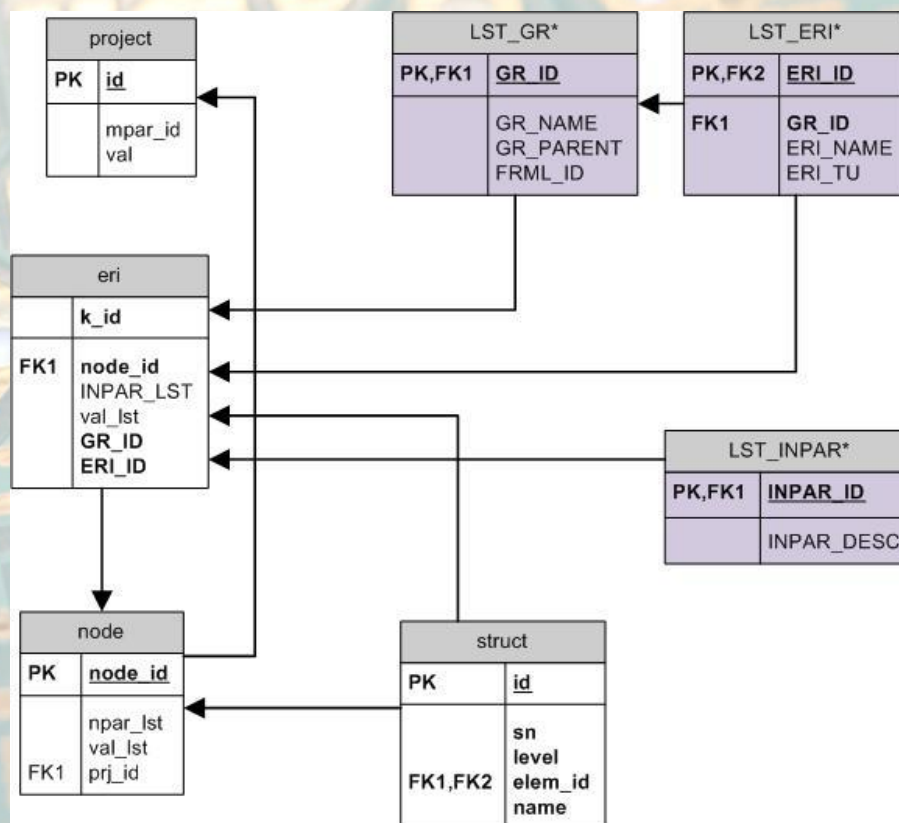 project
PK id
mpar_id
val
LST_GR*
PK,FK1 GR_ID
GR_NAME
GR_PARENT
FRML_ID
LST_ERI*
PK,FK2 ERI_ID
FK1 GR_ID
ERI_NAME
ERI_TU
eri
k_id
FK1 node_id
INPAR_LST
val_lst
GR_ID
ERI_ID
LST_INPAR*
PK,FK1 INPAR_ID
INPAR_DESC
node
PK node_id
npar_lst
val_lst
FK1 prj_id
struct
PK id
sn
level
FK1,FK2 elem_id
name